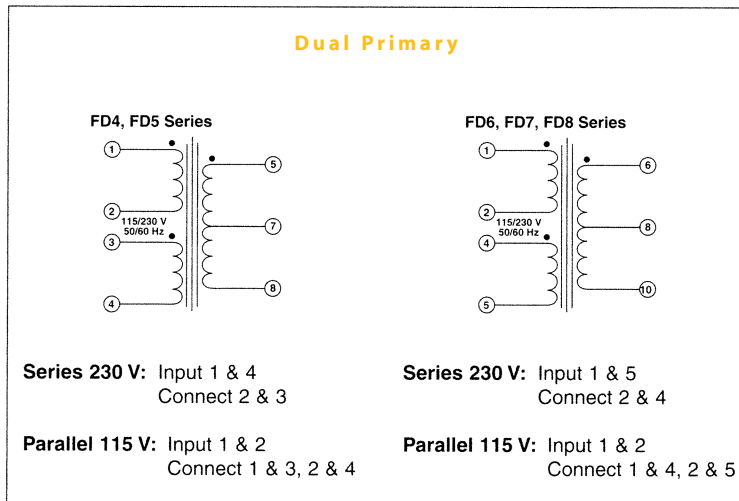 Dual Primary
FD4, FD5 Series
1
5
2
115/230 V
50/60 Hz
7
3
4
8
Series 230 V: Input 1 & 4
Connect 2 & 3
Parallel 115 V: Input 1 & 2
Connect 1 & 3, 2 & 4
FD6, FD7, FD8 Series
1
6
2
115/230 V
50/60 Hz
8
4
5
10
Series 230 V: Input 1 & 5
Connect 2 & 4
Parallel 115 V: Input 1 & 2
Connect 1 & 4, 2 & 5